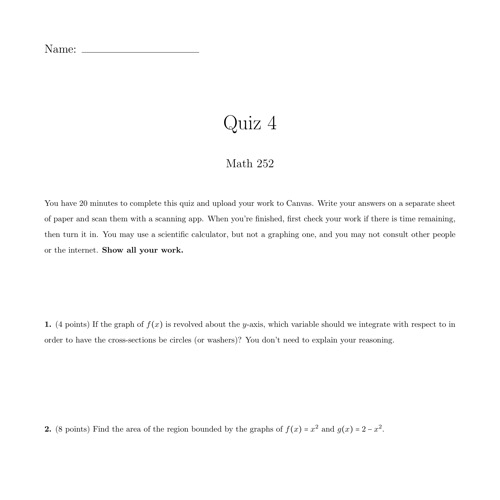 Name:
Quiz 4
Math 252
You have 20 minutes to complete this quiz and upload your work to Canvas. Write your answers on a separate sheet
of paper and scan them with a scanning app. When you're finished, first check your work if there is time remaining,
then turn it in. You may use a scientific calculator, but not a graphing one, and you may not consult other people
or the internet. Show all your work.
1. (4 points) If the graph of f(x) is revolved about the y-axis, which variable should we integrate with respect to in
order to have the cross-sections be circles (or washers)? You don't need to explain your reasoning.
2. (8 points) Find the area of the region bounded by the graphs of f(x) = x² and g(x) = 2 − x².